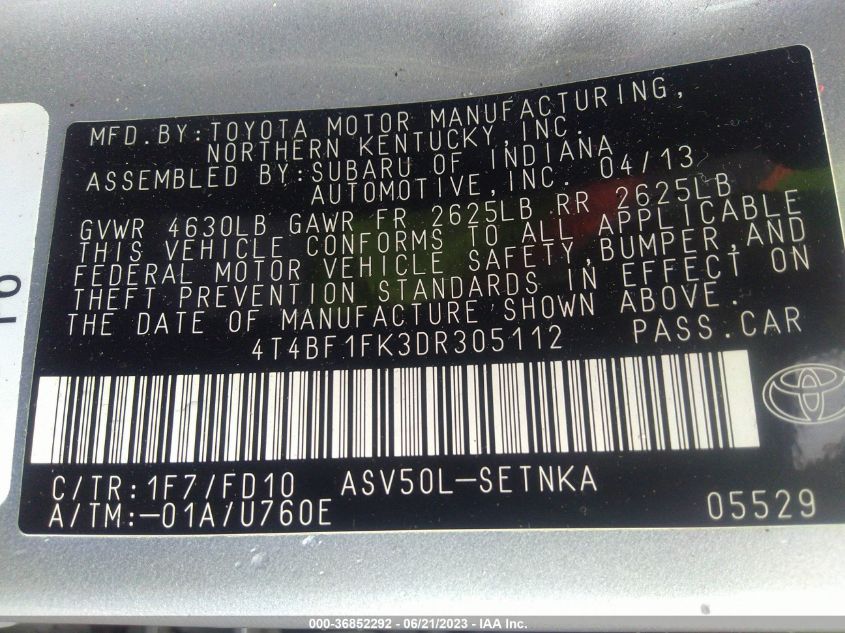 MFD.BY:TOYOTA MOTOR MANUFACTURING,
NORTHERN KENTUCKY,INC.
ASSEMBLED BY:SUBARU OF INDIANA
AUTOMOTIVE,INC. 04/13
GVWR 4630LB GAWR FR 2625LB RR 2625LB
THIS VEHICLE CONFORMS TO ALL APPLICABLE
FEDERAL MOTOR VEHICLE SAFETY,BUMPER,AND
THEFT PREVENTION STANDARDS IN EFFECT ON
THE DATE OF MANUFACTURE SHOWN ABOVE.
4T4BF1FK3DR305112 PASS.CAR
C/TR:1F7/FD10 ASV50L-SETNKA
A/TM:-01A/U760E 05529
000-36852292 - 06/21/2023 - IAA Inc.